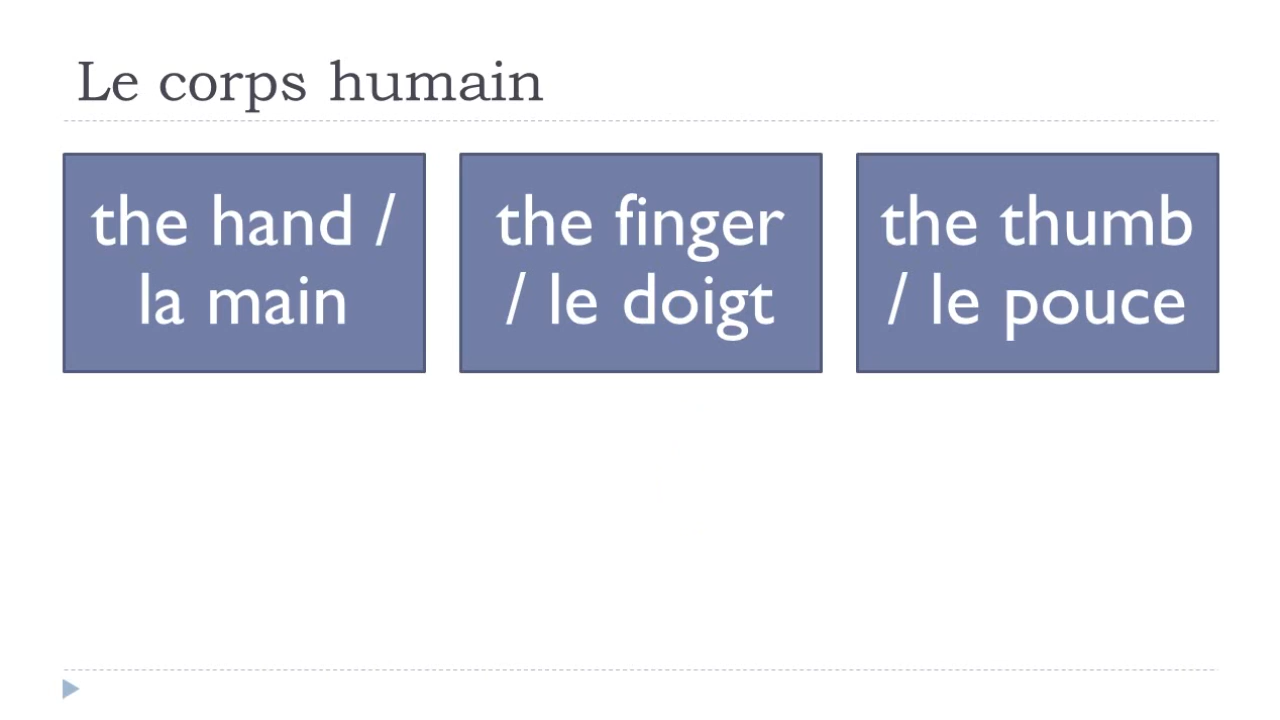 Le corps humain
the hand /
la main
the finger
/ le doigt
the thumb
/ le pouce